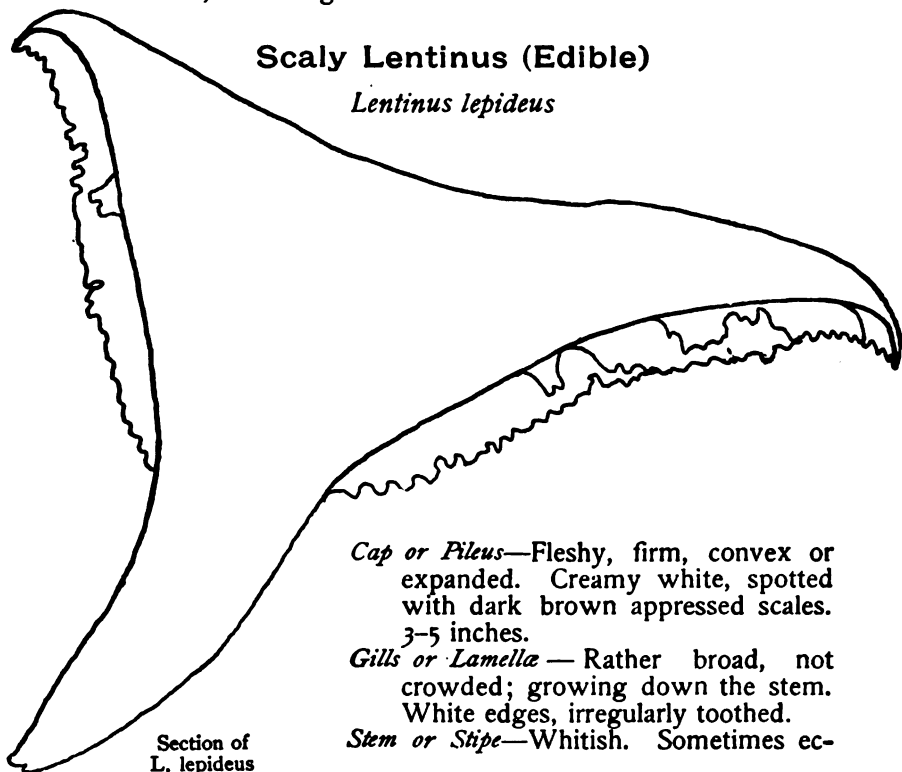 Scaly Lentinus (Edible)
Lentinus lepideus
Cap or Pileus—Fleshy, firm, convex or
expanded. Creamy white, spotted
with dark brown appressed scales.
3–5 inches.
Gills or Lamellæ — Rather broad, not
crowded; growing down the stem.
White edges, irregularly toothed.
Stem or Stipe—Whitish. Sometimes ec-
Section of
L. lepideus